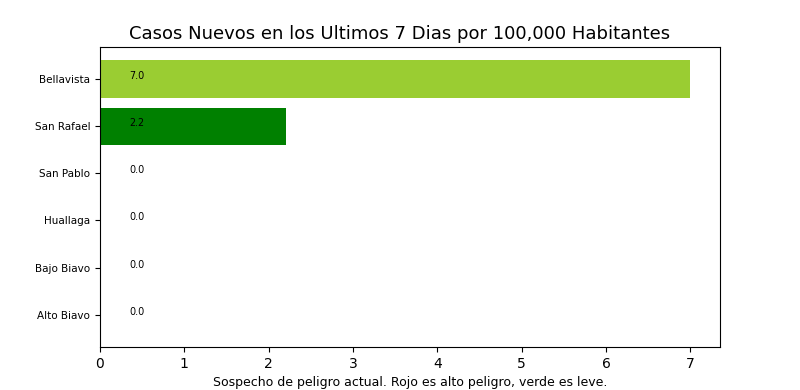 Casos Nuevos en los Ultimos 7 Dias por 100,000 Habitantes
Bellavista 7.0
San Rafael 2.2
San Pablo 0.0
Huallaga 0.0
Bajo Biavo 0.0
Alto Biavo 0.0
0 1 2 3 4 5 6 7
Sospecho de peligro actual. Rojo es alto peligro, verde es leve.